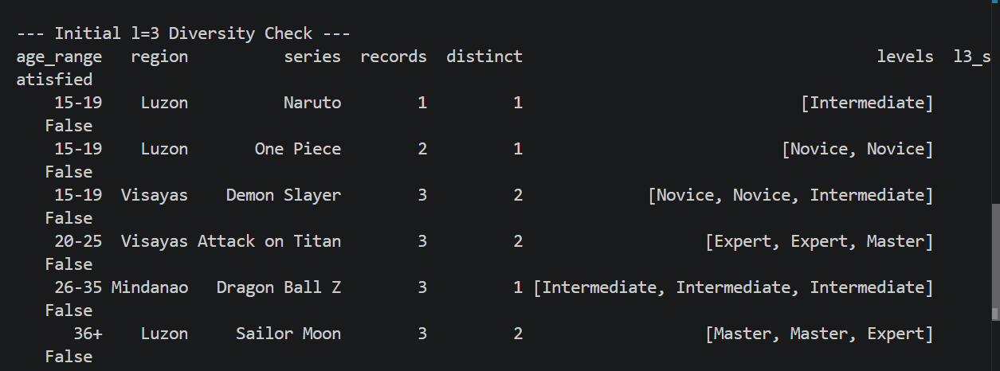 --- Initial l=3 Diversity Check ---
age_range   region          series  records  distinct                                     levels  l3_s
atisfied
    15-19    Luzon          Naruto        1         1                             [Intermediate]
   False
    15-19    Luzon       One Piece        2         1                           [Novice, Novice]
   False
    15-19  Visayas    Demon Slayer        3         2             [Novice, Novice, Intermediate]
   False
    20-25  Visayas Attack on Titan        3         2                   [Expert, Expert, Master]
   False
    26-35 Mindanao   Dragon Ball Z        3         1 [Intermediate, Intermediate, Intermediate]
   False
      36+    Luzon     Sailor Moon        3         2                   [Master, Master, Expert]
   False